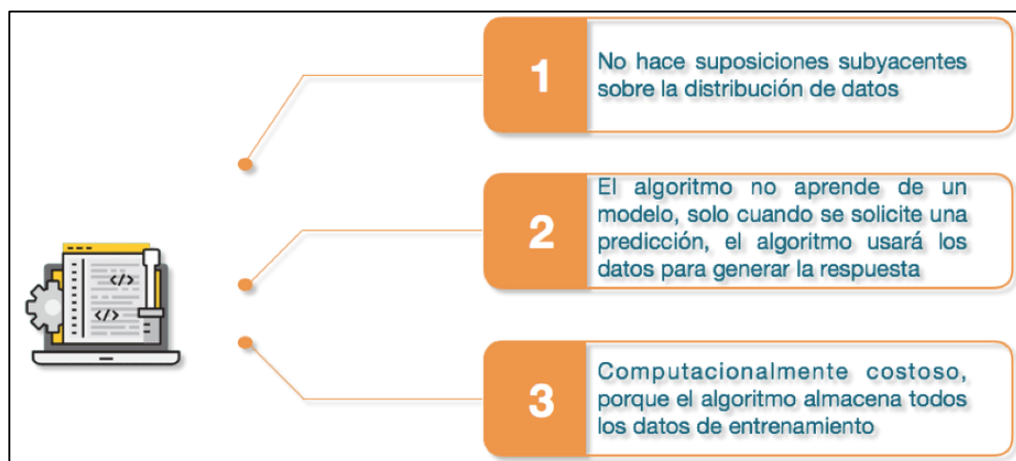 1
No hace suposiciones subyacentes
sobre la distribución de datos
2
El algoritmo no aprende de un
modelo, solo cuando se solicite una
predicción, el algoritmo usará los
datos para generar la respuesta
3
Computacionalmente costoso,
porque el algoritmo almacena todos
los datos de entrenamiento
</>
</>